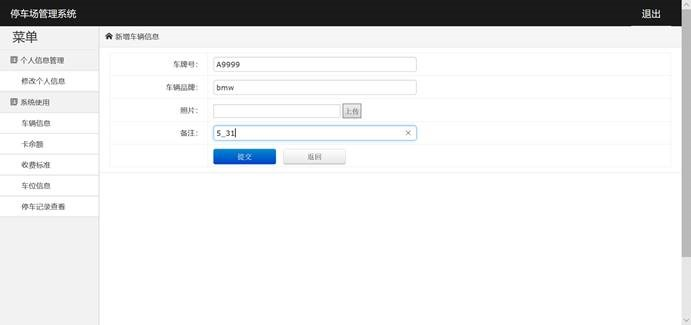 停车场管理系统
退出
菜单
个人信息管理
修改个人信息
系统使用
车辆信息
卡余额
收费标准
车位信息
停车记录查看
新增车辆信息
车牌号： A9999
车辆品牌： bmw
照片： 上传
备注： 5_31
提交 返回